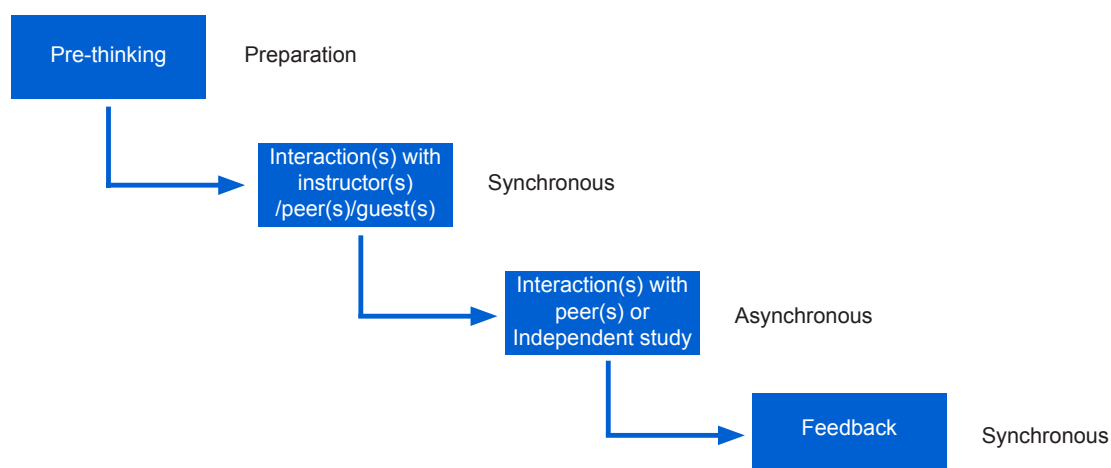 Pre-thinking
Preparation
Interaction(s) with
instructor(s)
/peer(s)/guest(s)
Synchronous
Interaction(s) with
peer(s) or
Independent study
Asynchronous
Feedback
Synchronous